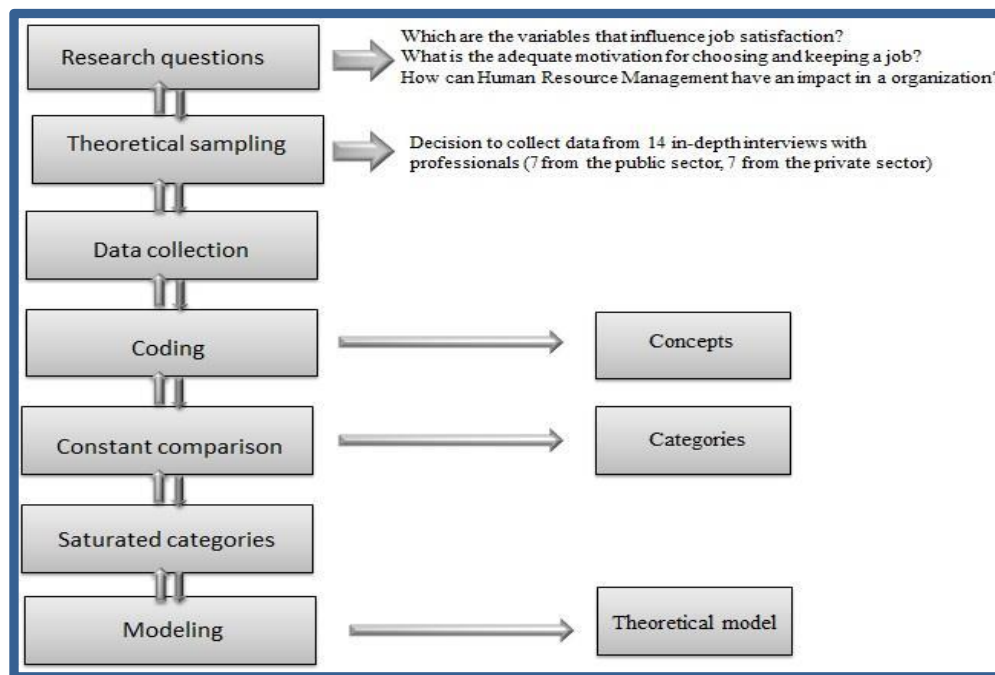 Research questions
Which are the variables that influence job satisfaction?
What is the adequate motivation for choosing and keeping a job?
How can Human Resource Management have an impact in a organization?
Theoretical sampling
Decision to collect data from 14 in-depth interviews with
professionals (7 from the public sector, 7 from the private sector)
Data collection
Coding
Concepts
Constant comparison
Categories
Saturated categories
Modeling
Theoretical model